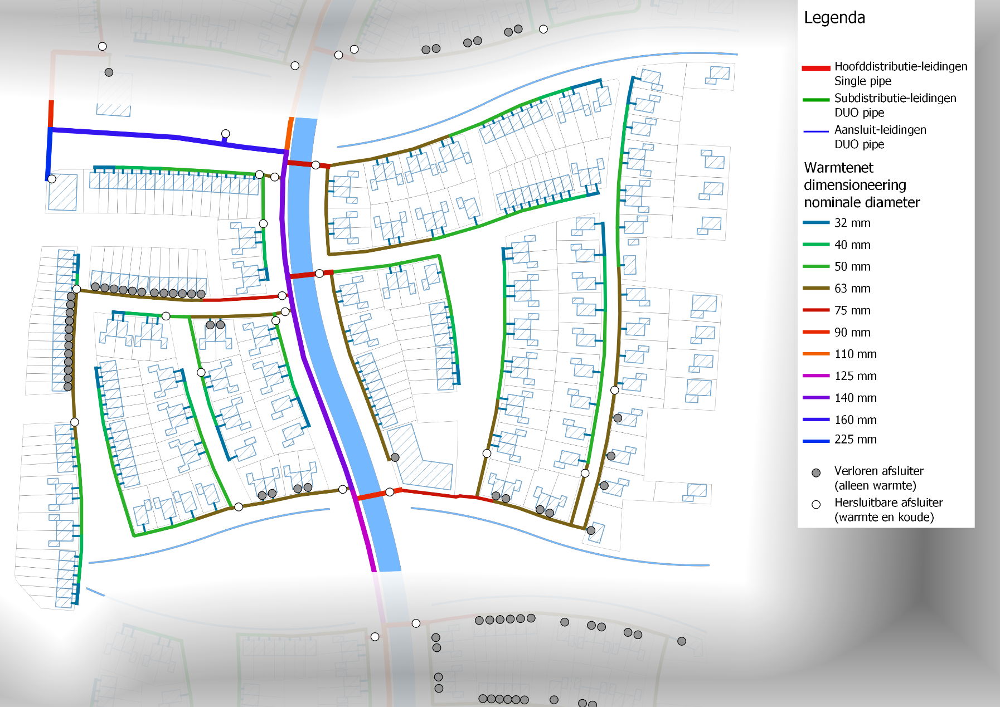 Legenda
Hoofddistributie-leidingen
Single pipe
Subdistributie-leidingen
DUO pipe
Aansluit-leidingen
DUO pipe
Warmtenet
dimensioneering
nominale diameter
32 mm
40 mm
50 mm
63 mm
75 mm
90 mm
110 mm
125 mm
140 mm
160 mm
225 mm
Verloren afsluiter
(alleen warmte)
Hersluitbare afsluiter
(warmte en koude)